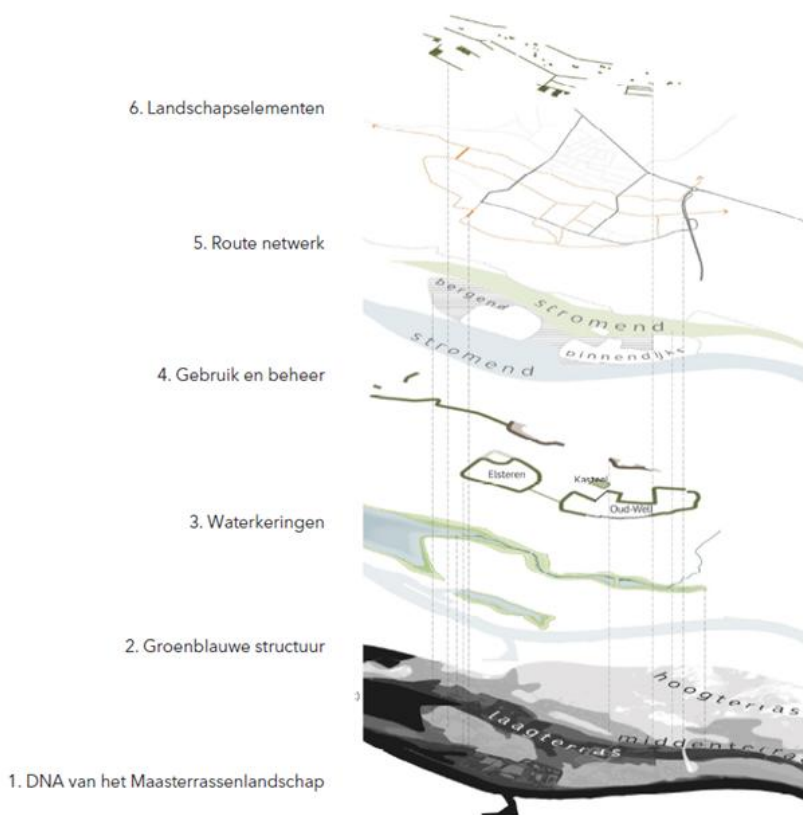 6. Landschapselementen
5. Route netwerk
bergend
stromend
stromend
binnendijks
4. Gebruik en beheer
Elsteren
Kasteel
Oud-Well
3. Waterkeringen
2. Groenblauwe structuur
hoogterras
laagterras
middenterras
1. DNA van het Maasterrassenlandschap